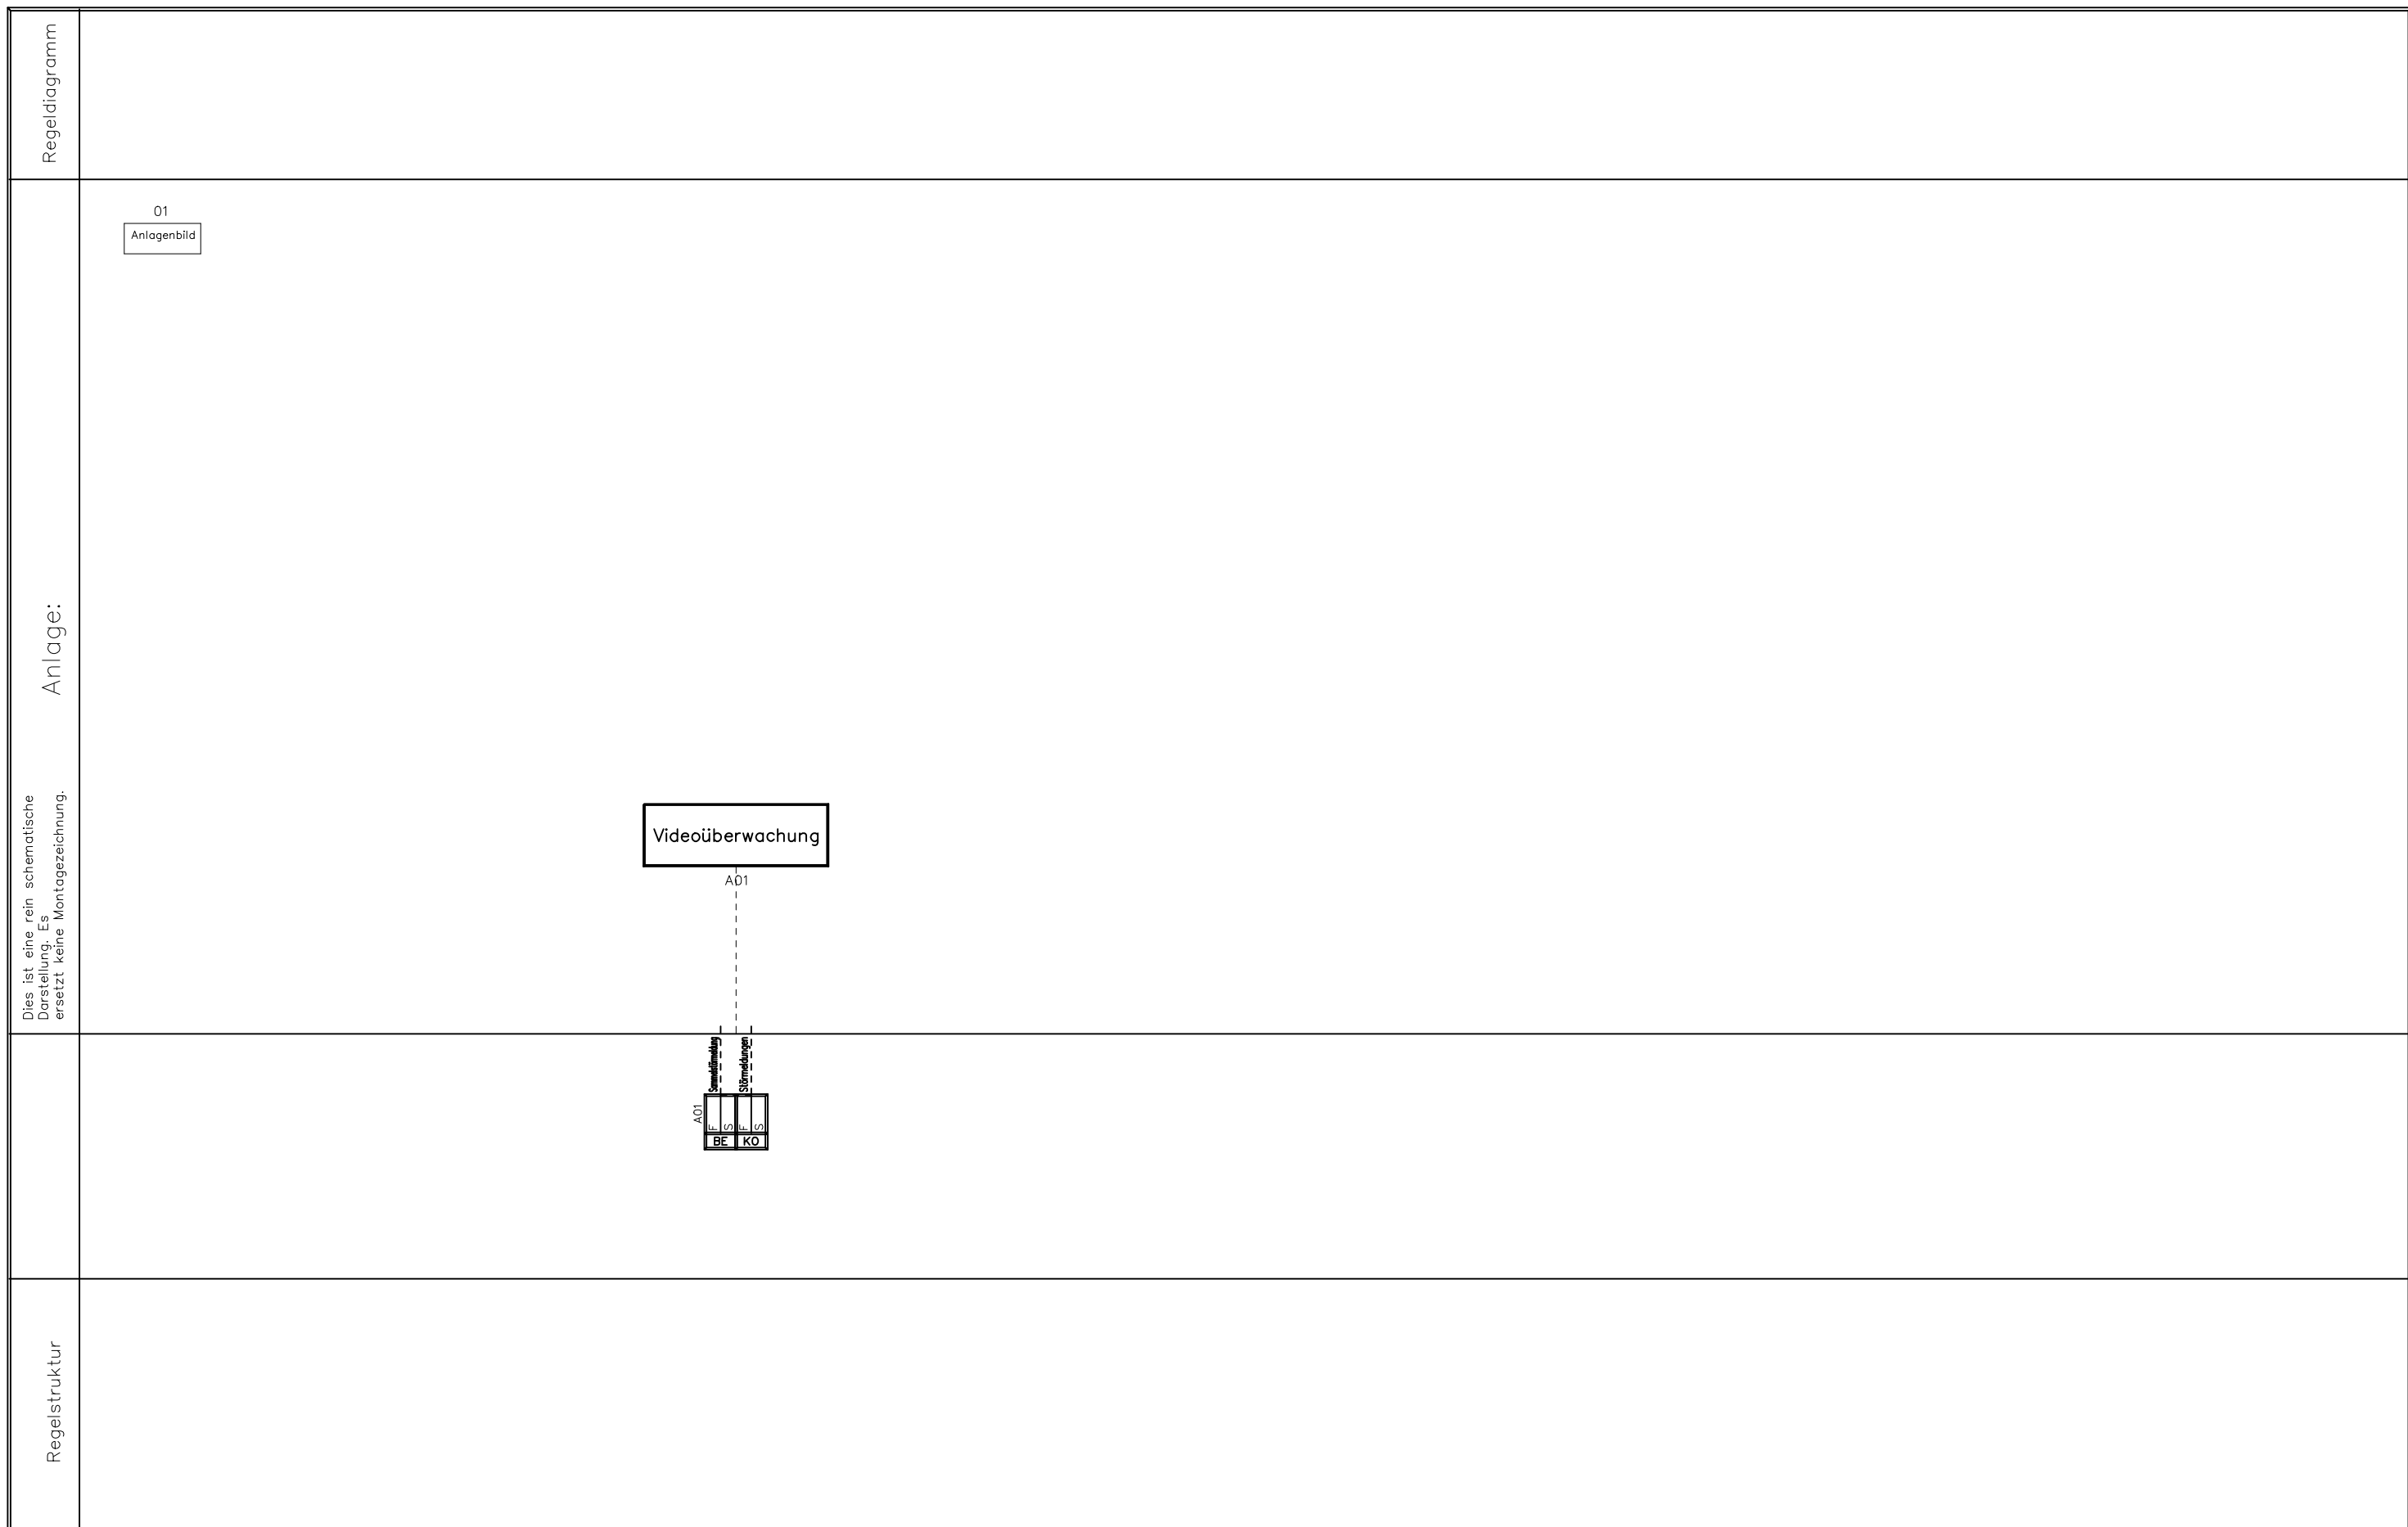 Regeldiagramm
01
Anlagenbild
Anlage:
Dies ist eine rein schematische
Darstellung. Es
ersetzt keine Montagezeichnung.
Videoüberwachung
A01
Sammelstörmeldung
Störmeldungen
A01
F
S
F
S
BE
KO
Regelstruktur